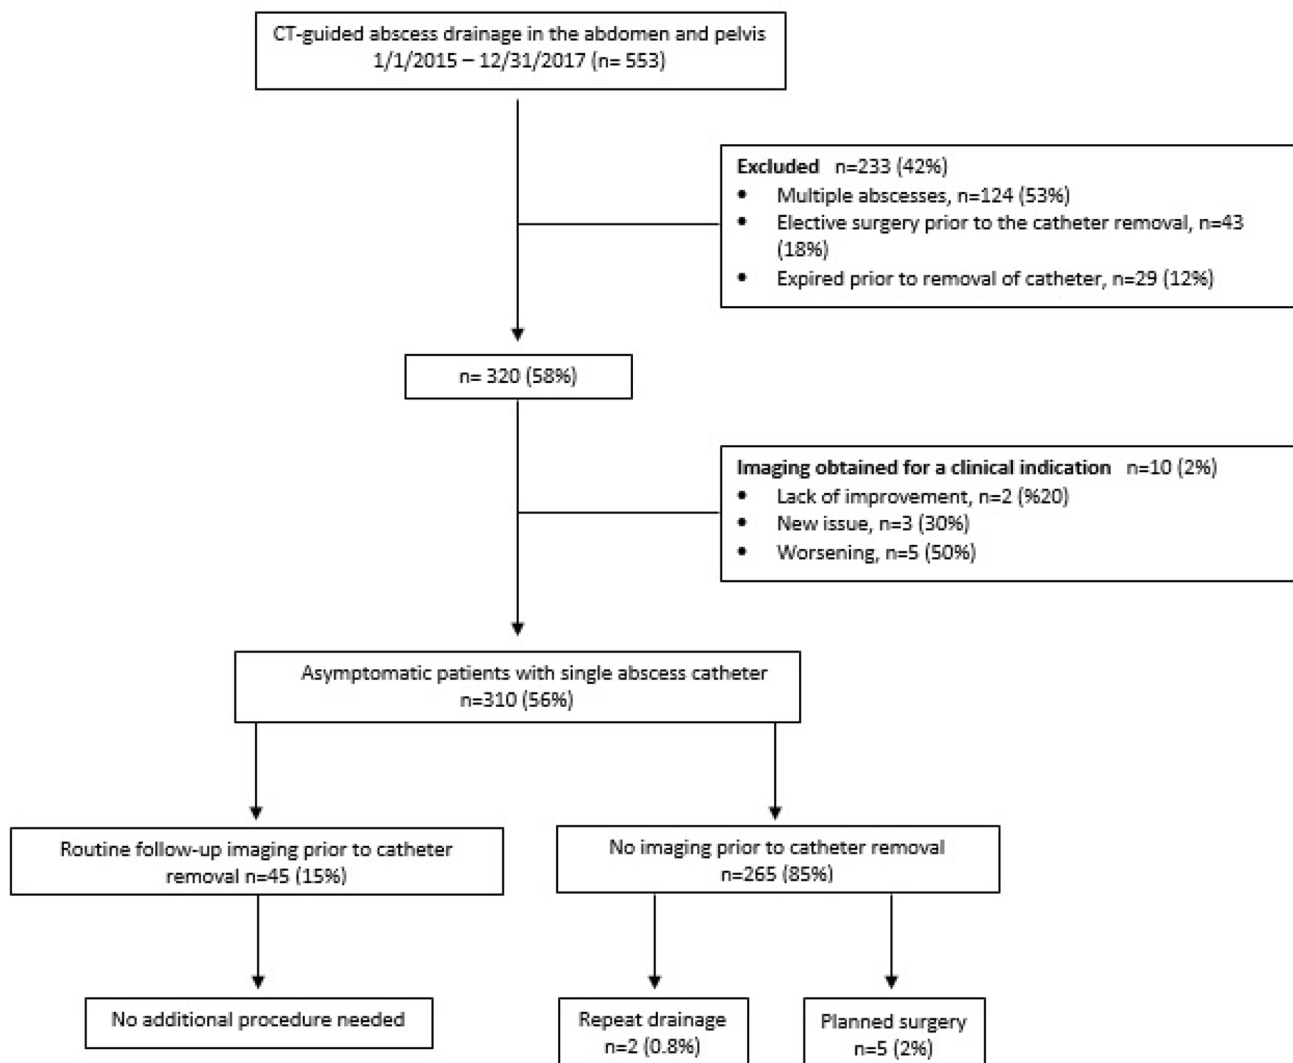 CT-guided abscess drainage in the abdomen and pelvis
1/1/2015 – 12/31/2017 (n= 553)
Excluded n=233 (42%)
• Multiple abscesses, n=124 (53%)
• Elective surgery prior to the catheter removal, n=43
(18%)
• Expired prior to removal of catheter, n=29 (12%)
n= 320 (58%)
Imaging obtained for a clinical indication n=10 (2%)
• Lack of improvement, n=2 (%20)
• New issue, n=3 (30%)
• Worsening, n=5 (50%)
Asymptomatic patients with single abscess catheter
n=310 (56%)
Routine follow-up imaging prior to catheter
removal n=45 (15%)
No imaging prior to catheter removal
n=265 (85%)
No additional procedure needed
Repeat drainage
n=2 (0.8%)
Planned surgery
n=5 (2%)